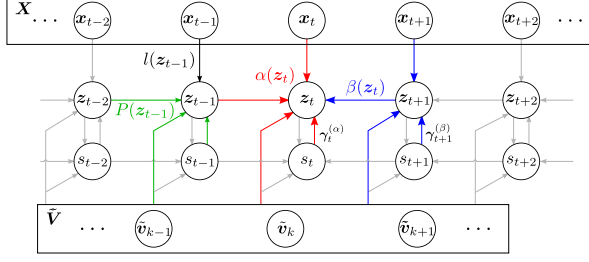 X ... x_{t-2} x_{t-1} x_t x_{t+1} x_{t+2} ...
l(z_{t-1}) α(z_t) β(z_t)
z_{t-2} P(z_{t-1}) z_{t-1} z_t z_{t+1} z_{t+2}
γ_t^{(α)} γ_{t+1}^{(β)}
s_{t-2} s_{t-1} s_t s_{t+1} s_{t+2}
Ṽ ... ṽ_{k-1} ṽ_k ṽ_{k+1} ...